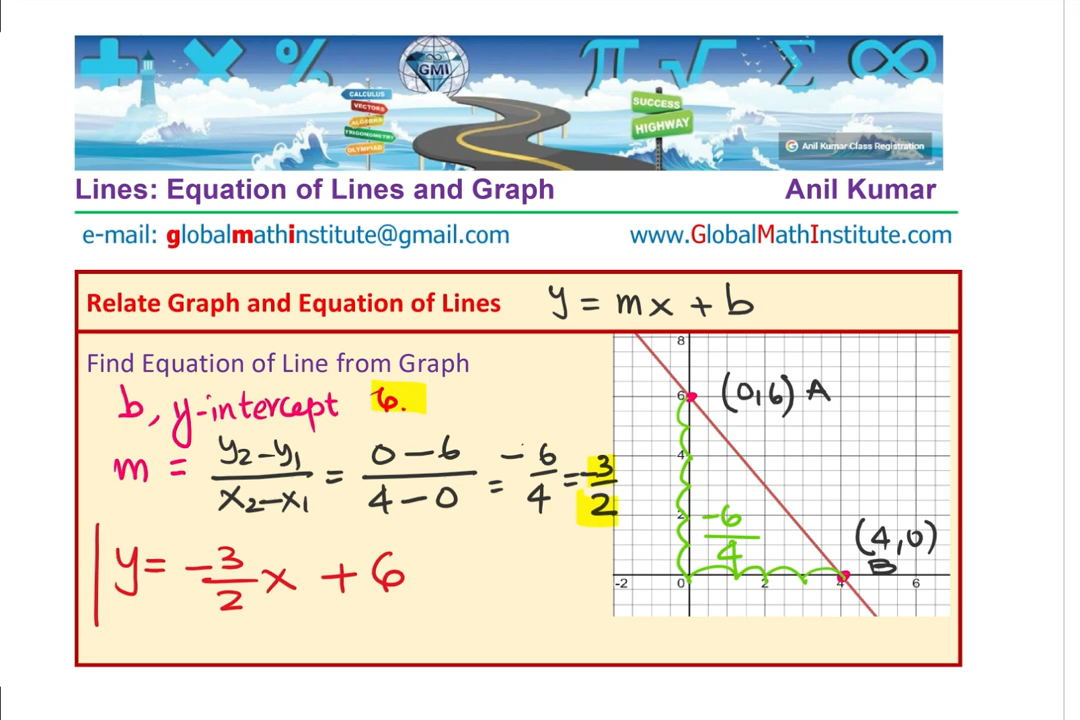 GMI
CALCULUS
VECTORS
ALGEBRA
TRIGONOMETRY
OLYMPIAD
SUCCESS
HIGHWAY
Anil Kumar Class Registration
Lines: Equation of Lines and Graph Anil Kumar
e-mail: globalmathinstitute@gmail.com www.GlobalMathInstitute.com
Relate Graph and Equation of Lines y = mx + b
Find Equation of Line from Graph
b, y-intercept 6.
m = y₂-y₁/x₂-x₁ = 0-6/4-0 = -6/4 = -3/2
y = -3/2 x + 6
8
6 (0,6) A
4
2
-6/4
(4,0)
B
-2 0 2 4 6